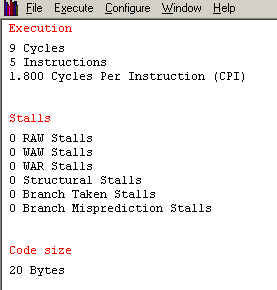 File Execute Configure Window Help
Execution
9 Cycles
5 Instructions
1.800 Cycles Per Instruction (CPI)
Stalls
0 RAW Stalls
0 WAW Stalls
0 WAR Stalls
0 Structural Stalls
0 Branch Taken Stalls
0 Branch Misprediction Stalls
Code size
20 Bytes